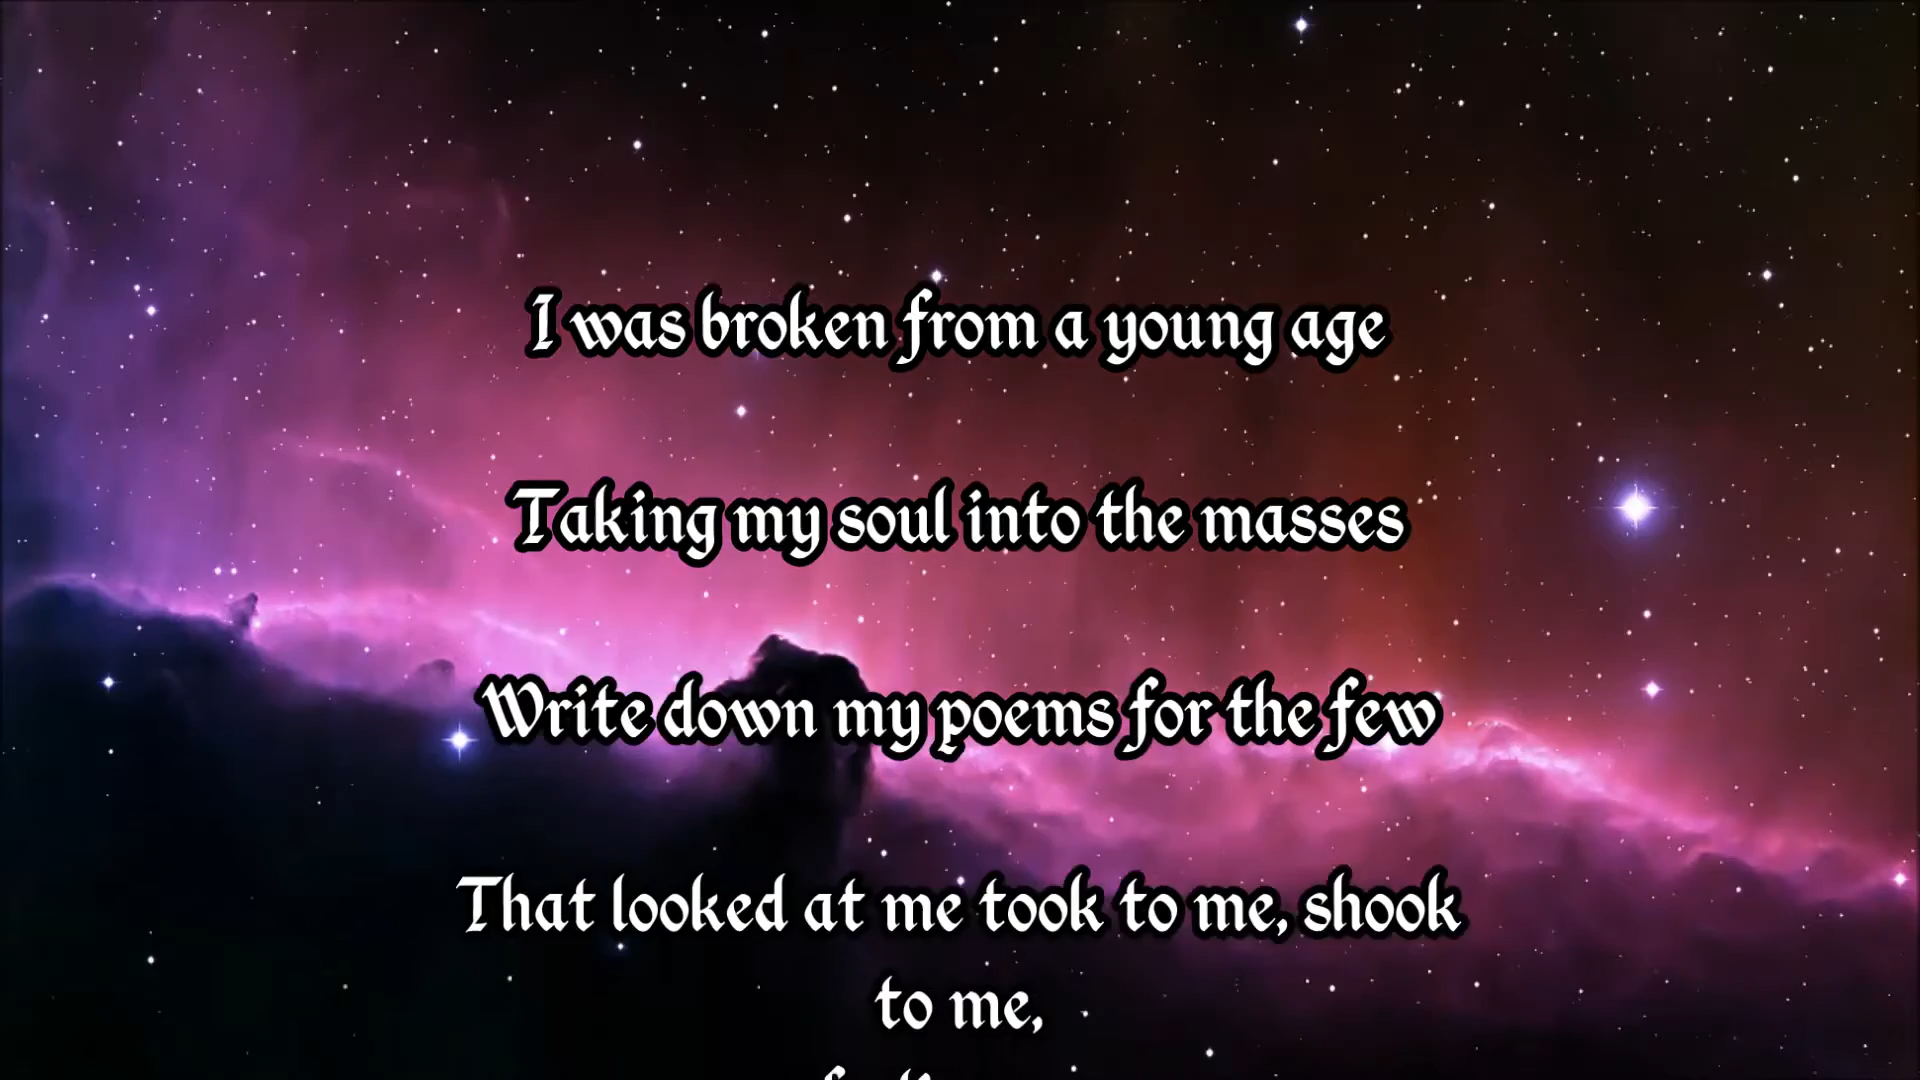 I was broken from a young age
Taking my soul into the masses
Write down my poems for the few
That looked at me took to me, shook
to me,